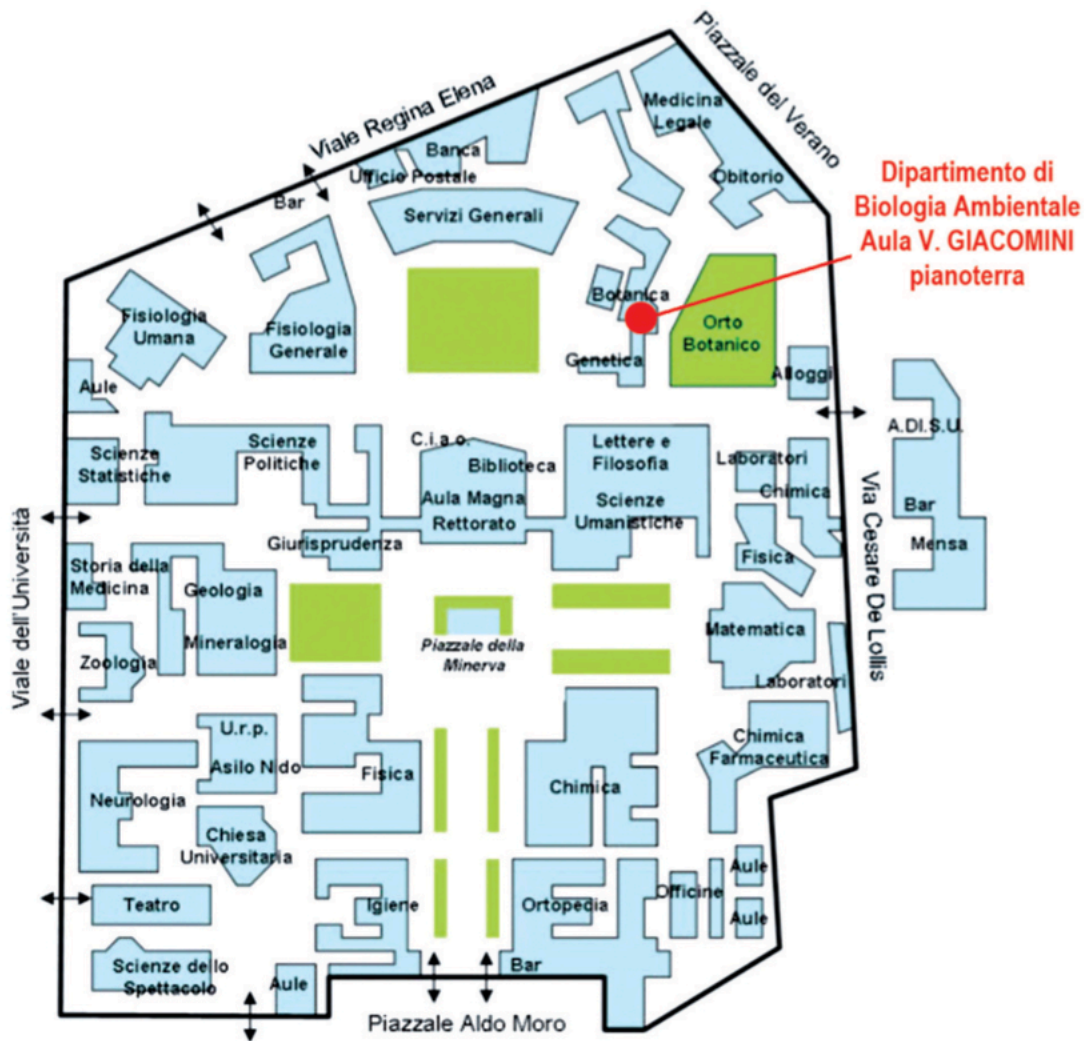 Piazzale del Verano
Viale Regina Elena
Medicina
Legale
Banca
Ufficio Postale
Obitorio
Bar
Servizi Generali
Dipartimento di
Biologia Ambientale
Aula V. GIACOMINI
pianoterra
Botanica
Fisiologia
Umana
Fisiologia
Generale
Orto
Botanico
Genetica
Alloggi
Aule
A.DI.S.U.
Scienze
Statistiche
Scienze
Politiche
C.i.a.o.
Biblioteca
Aula Magna
Rettorato
Lettere e
Filosofia
Scienze
Umanistiche
Laboratori
Chimica
Bar
Mensa
Via Cesare De Lollis
Giurisprudenza
Fisica
Viale dell'Università
Storia della
Medicina
Geologia
Mineralogia
Zoologia
Piazzale della
Minerva
Matematica
Laboratori
U.r.p.
Asilo Nido
Fisica
Chimica
Chimica
Farmaceutica
Neurologia
Chiesa
Universitaria
Aule
Officine
Aule
Teatro
Igiene
Ortopedia
Scienze dello
Spettacolo
Aule
Bar
Piazzale Aldo Moro